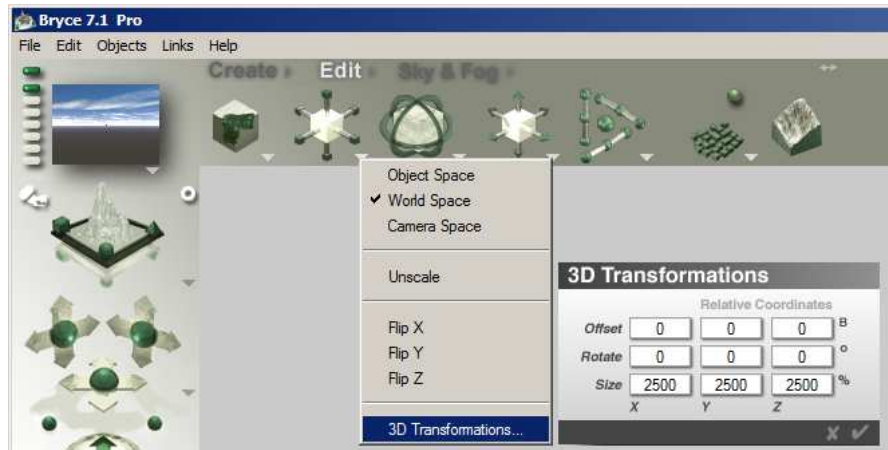 Bryce 7.1 Pro
File Edit Objects Links Help
Create Edit Sky & Fog
Object Space
World Space
Camera Space
Unscale
Flip X
Flip Y
Flip Z
3D Transformations...
3D Transformations
Relative Coordinates
Offset 0 0 0 B
Rotate 0 0 0 °
Size 2500 2500 2500 %
X Y Z